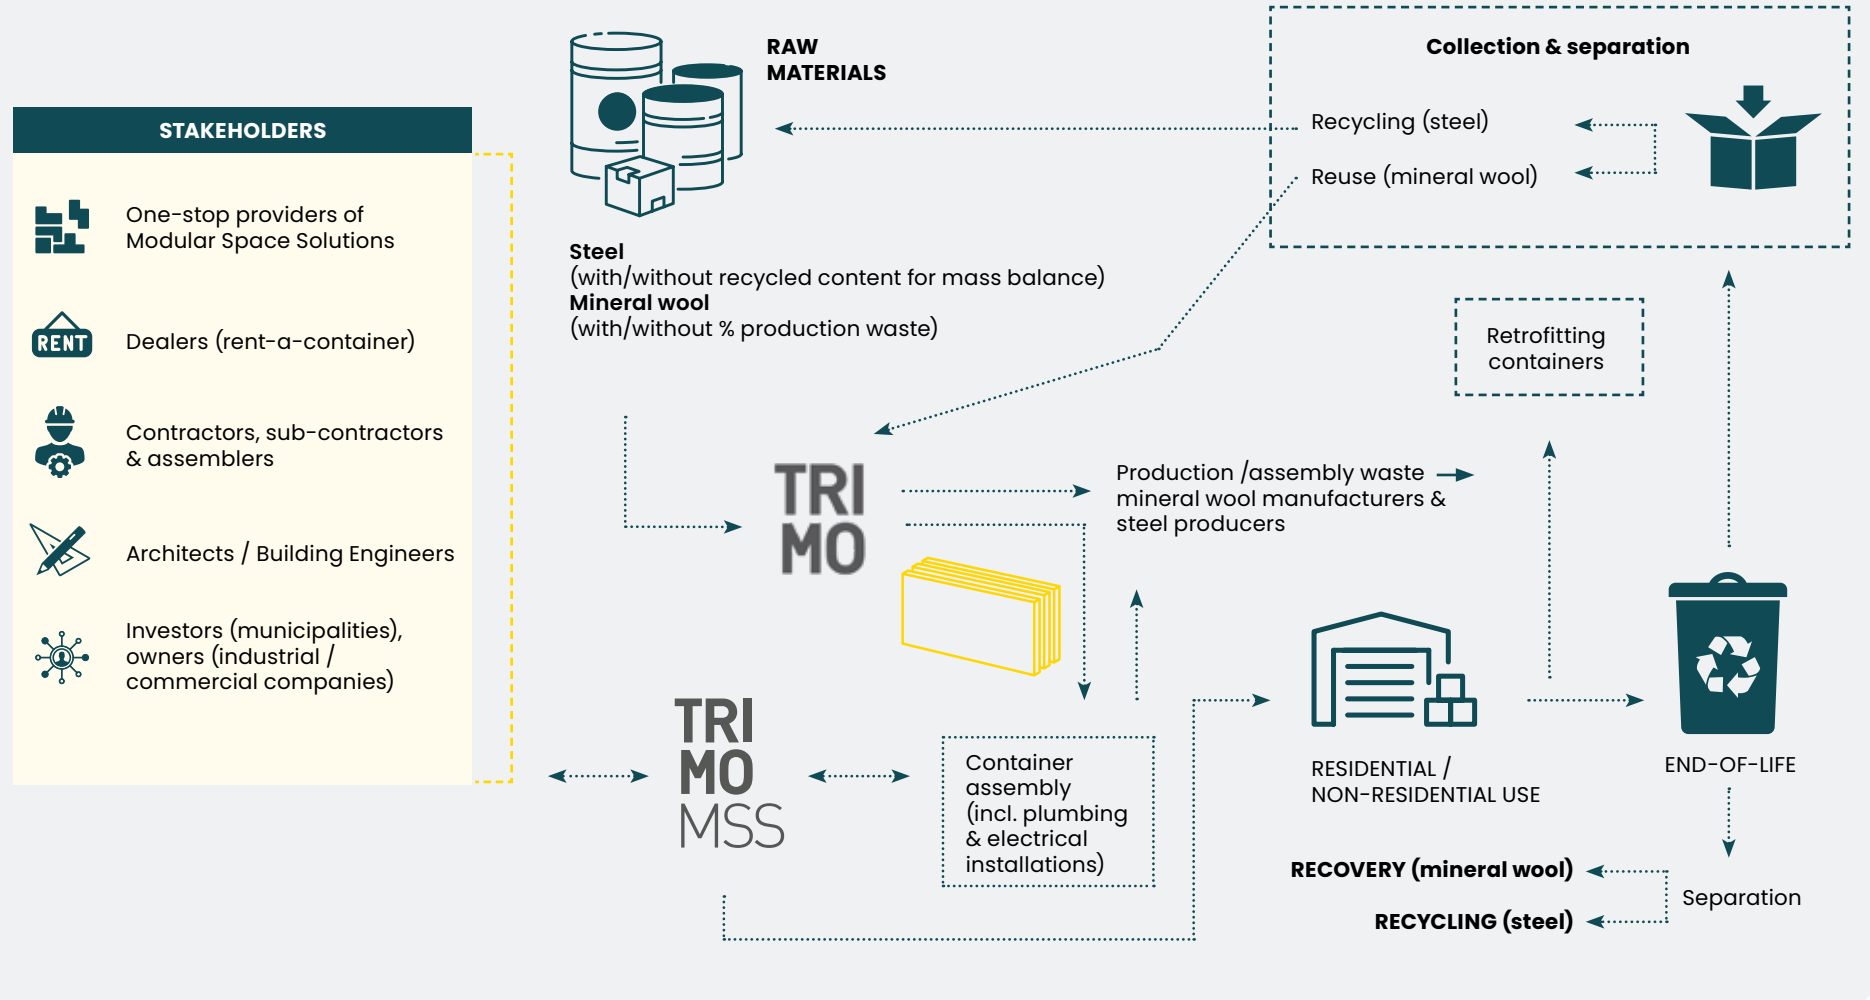 STAKEHOLDERS
One-stop providers of
Modular Space Solutions
RENT
Dealers (rent-a-container)
Contractors, sub-contractors
& assemblers
Architects / Building Engineers
Investors (municipalities),
owners (industrial /
commercial companies)
RAW
MATERIALS
Steel
(with/without recycled content for mass balance)
Mineral wool
(with/without % production waste)
Collection & separation
Recycling (steel)
Reuse (mineral wool)
Retrofitting
containers
TRI
MO
Production /assembly waste
mineral wool manufacturers &
steel producers
TRI
MO
MSS
Container
assembly
(incl. plumbing
& electrical
installations)
RESIDENTIAL /
NON-RESIDENTIAL USE
END-OF-LIFE
RECOVERY (mineral wool)
Separation
RECYCLING (steel)